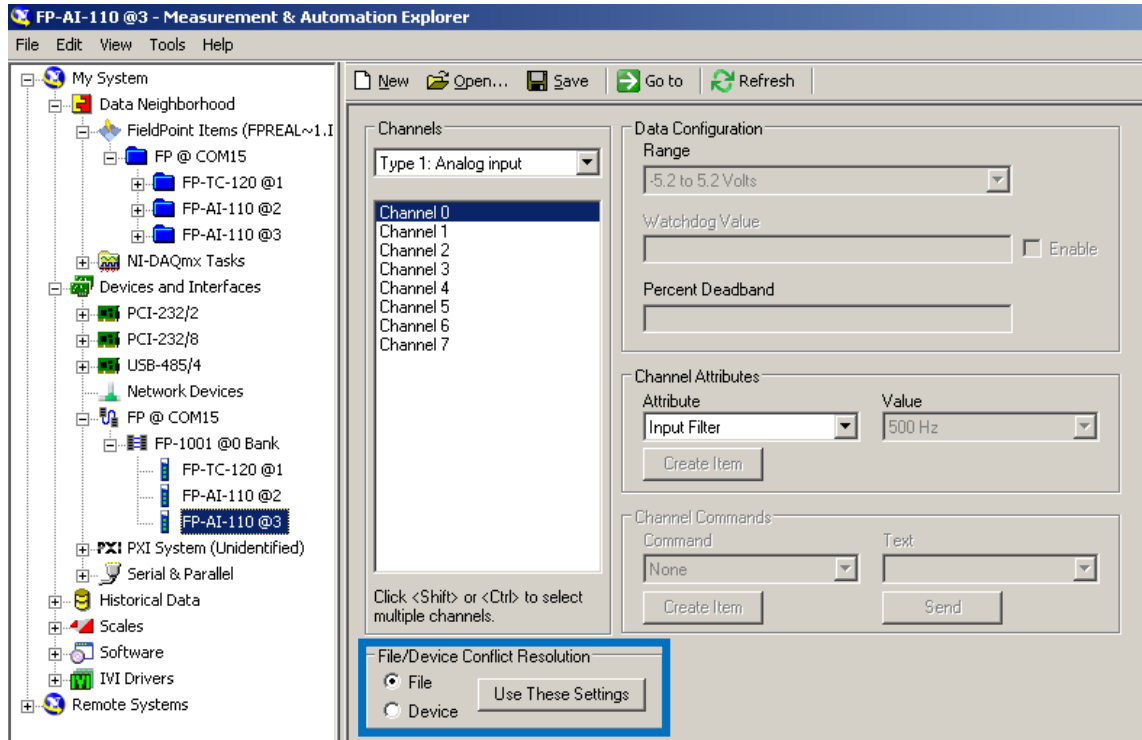 FP-AI-110 @3 - Measurement & Automation Explorer
File Edit View Tools Help
My System
Data Neighborhood
FieldPoint Items (FPREAL~1.I
FP @ COM15
FP-TC-120 @1
FP-AI-110 @2
FP-AI-110 @3
NI-DAQmx Tasks
Devices and Interfaces
PCI-232/2
PCI-232/8
USB-485/4
Network Devices
FP @ COM15
FP-1001 @0 Bank
FP-TC-120 @1
FP-AI-110 @2
FP-AI-110 @3
PXI PXI System (Unidentified)
Serial & Parallel
Historical Data
Scales
Software
IVI Drivers
Remote Systems
New Open... Save Go to Refresh
Channels
Type 1: Analog input
Channel 0
Channel 1
Channel 2
Channel 3
Channel 4
Channel 5
Channel 6
Channel 7
Click <Shift> or <Ctrl> to select
multiple channels.
Data Configuration
Range
-5.2 to 5.2 Volts
Watchdog Value
Enable
Percent Deadband
Channel Attributes
Attribute Value
Input Filter 500 Hz
Create Item
Channel Commands
Command Text
None
Create Item Send
File/Device Conflict Resolution
File
Device
Use These Settings